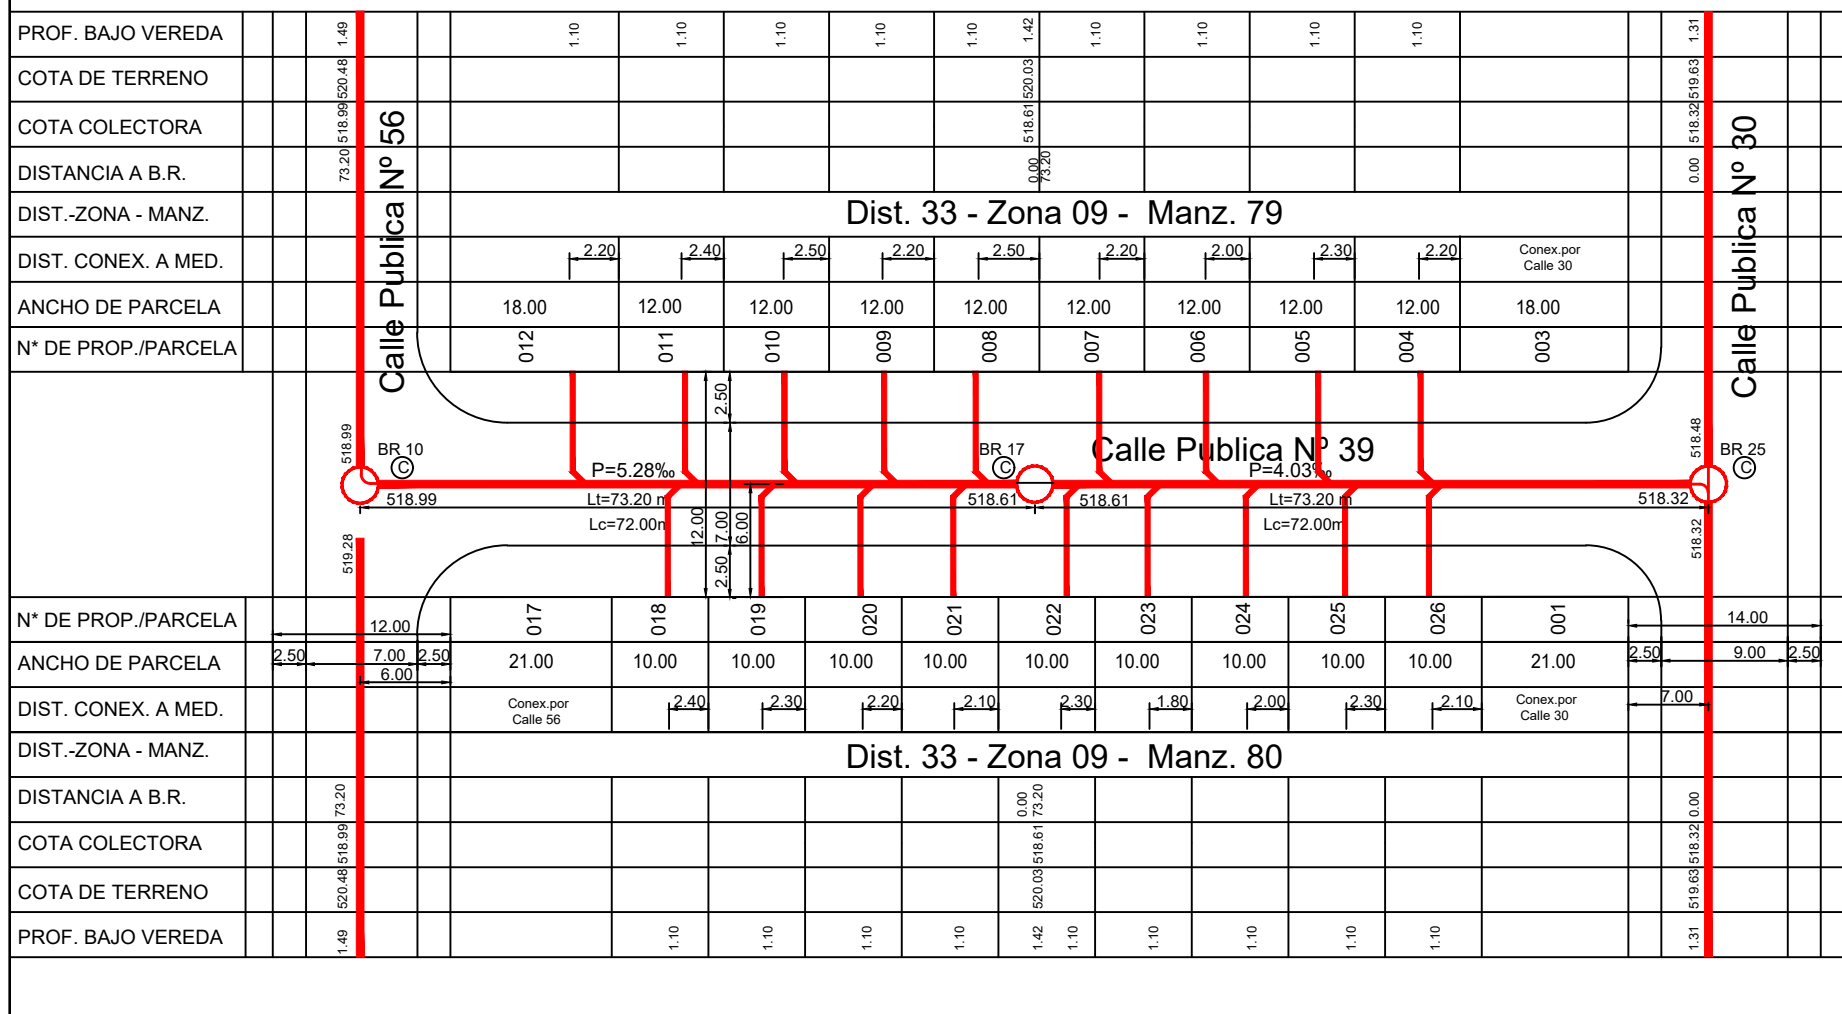 PROF. BAJO VEREDA 1.49 1.10 1.10 1.10 1.10 1.10 1.42 1.10 1.10 1.10 1.10 1.31
COTA DE TERRENO 520.48 520.03 519.63
COTA COLECTORA 518.99 518.61 518.32
DISTANCIA A B.R. 73.20 0.00 73.20 0.00
Calle Publica Nº 56
Calle Publica Nº 30
DIST.-ZONA - MANZ. Dist. 33 - Zona 09 - Manz. 79
DIST. CONEX. A MED. 2.20 2.40 2.50 2.20 2.50 2.20 2.00 2.30 2.20 Conex.por
Calle 30
ANCHO DE PARCELA 18.00 12.00 12.00 12.00 12.00 12.00 12.00 12.00 12.00 18.00
N* DE PROP./PARCELA 012 011 010 009 008 007 006 005 004 003
2.50
518.99 BR 10 C BR 17 C Calle Publica Nº 39 518.48 BR 25 C
P=5.28‰ P=4.03‰
518.99 Lt=73.20 m 518.61 518.61 Lt=73.20 m 518.32
Lc=72.00m Lc=72.00m
12.00 7.00 6.00
519.28 518.32
2.50
N* DE PROP./PARCELA 017 018 019 020 021 022 023 024 025 026 001
12.00 14.00
ANCHO DE PARCELA 2.50 7.00 2.50 21.00 10.00 10.00 10.00 10.00 10.00 10.00 10.00 10.00 10.00 21.00 2.50 9.00 2.50
6.00 7.00
DIST. CONEX. A MED. Conex.por
Calle 56
2.40 2.30 2.20 2.10 2.30 1.80 2.00 2.30 2.10 Conex.por
Calle 30
DIST.-ZONA - MANZ. Dist. 33 - Zona 09 - Manz. 80
DISTANCIA A B.R. 73.20 0.00 73.20 0.00
COTA COLECTORA 518.99 518.61 518.32
COTA DE TERRENO 520.48 520.03 519.63
PROF. BAJO VEREDA 1.49 1.10 1.10 1.10 1.10 1.42 1.10 1.10 1.10 1.10 1.10 1.31